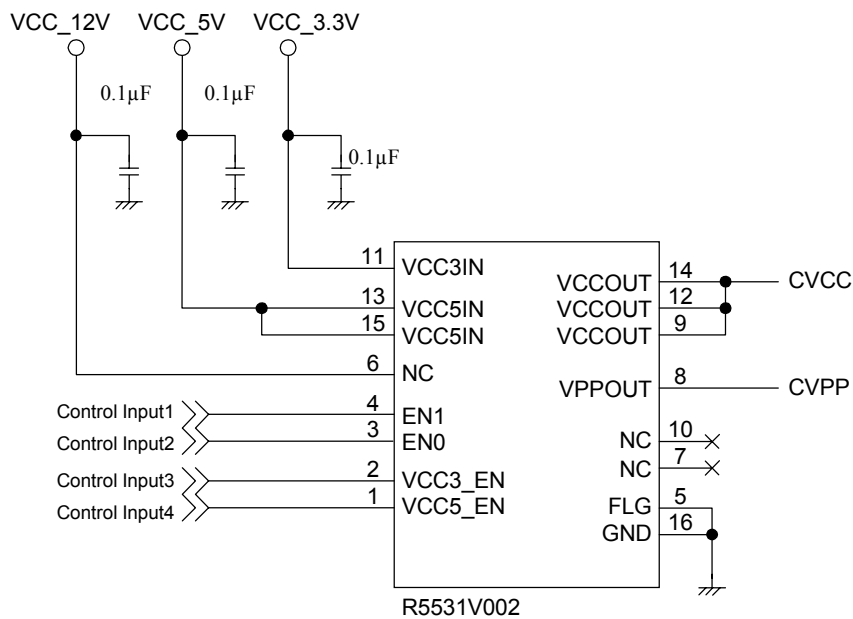 VCC_12V VCC_5V VCC_3.3V
0.1µF 0.1µF
0.1µF
11 VCC3IN
13 VCC5IN
15 VCC5IN
6 NC
Control Input1 4 EN1
Control Input2 3 EN0
Control Input3 2 VCC3_EN
Control Input4 1 VCC5_EN
VCCOUT 14 CVCC
VCCOUT 12
VCCOUT 9
VPPOUT 8 CVPP
NC 10
NC 7
FLG 5
GND 16
R5531V002